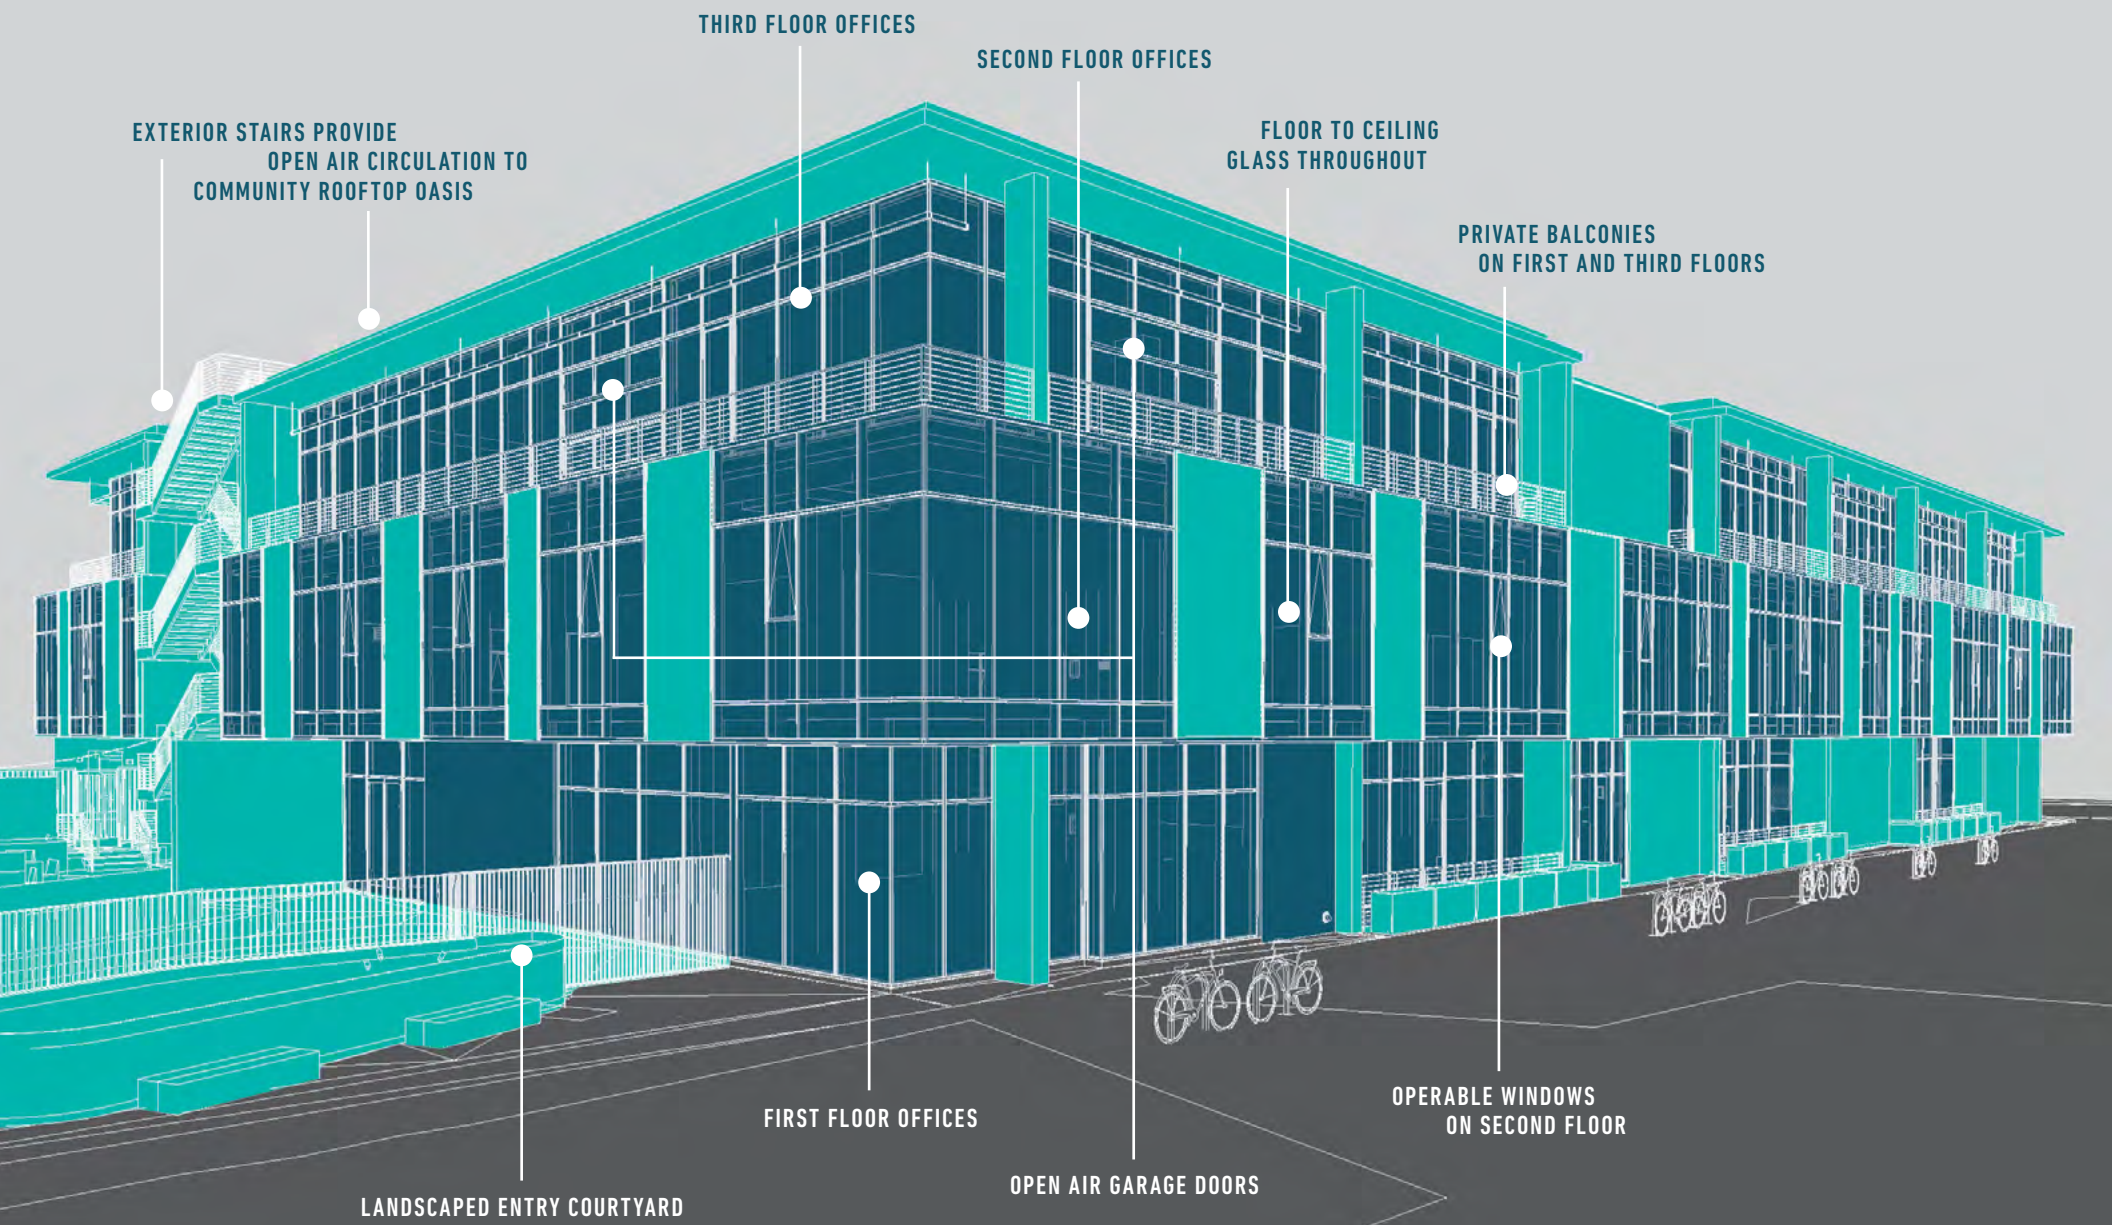 THIRD FLOOR OFFICES
SECOND FLOOR OFFICES
EXTERIOR STAIRS PROVIDE
OPEN AIR CIRCULATION TO
COMMUNITY ROOFTOP OASIS
FLOOR TO CEILING
GLASS THROUGHOUT
PRIVATE BALCONIES
ON FIRST AND THIRD FLOORS
OPERABLE WINDOWS
ON SECOND FLOOR
FIRST FLOOR OFFICES
OPEN AIR GARAGE DOORS
LANDSCAPED ENTRY COURTYARD